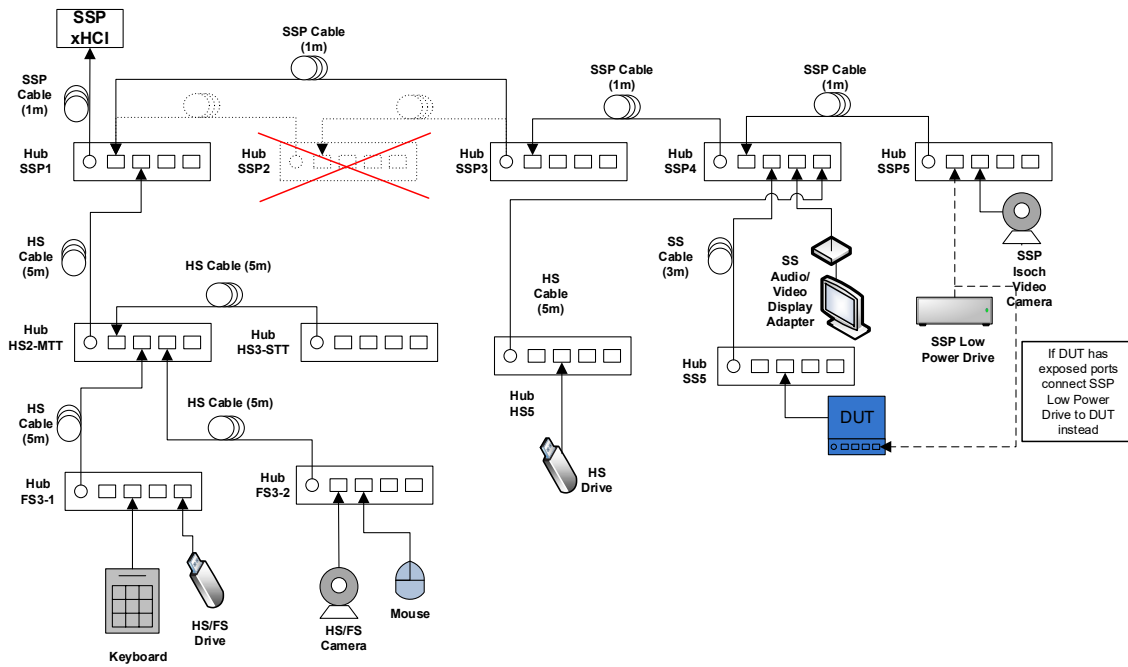 SSP
xHCI
SSP
Cable
(1m)
SSP Cable
(1m)
SSP Cable
(1m)
SSP Cable
(1m)
Hub
SSP1
Hub
SSP2
Hub
SSP3
Hub
SSP4
Hub
SSP5
HS
Cable
(5m)
HS Cable (5m)
HS
Cable
(5m)
SS
Cable
(3m)
SS
Audio/
Video
Display
Adapter
SSP
Isoch
Video
Camera
SSP Low
Power Drive
Hub
HS2-MTT
Hub
HS3-STT
Hub
HS5
Hub
SS5
If DUT has
exposed ports
connect SSP
Low Power
Drive to DUT
instead
HS
Cable
(5m)
HS Cable (5m)
DUT
HS
Drive
Hub
FS3-1
Hub
FS3-2
Keyboard
HS/FS
Drive
HS/FS
Camera
Mouse